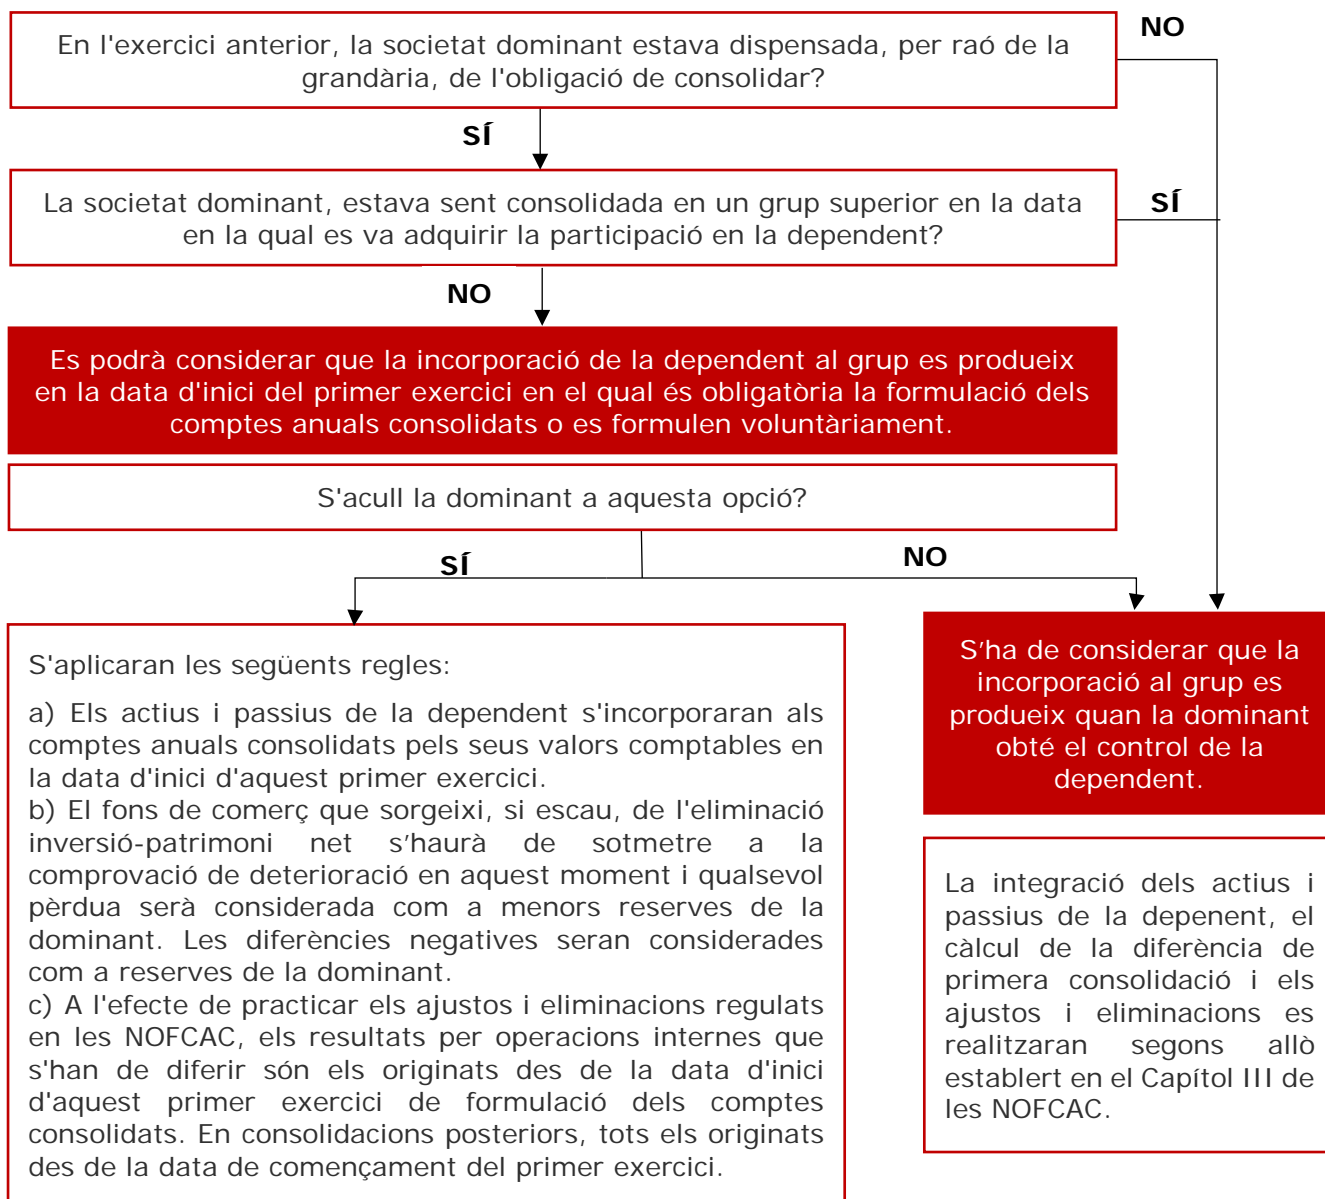 En l'exercici anterior, la societat dominant estava dispensada, per raó de la
grandària, de l'obligació de consolidar?
NO
SÍ
La societat dominant, estava sent consolidada en un grup superior en la data
en la qual es va adquirir la participació en la dependent?
SÍ
NO
Es podrà considerar que la incorporació de la dependent al grup es produeix
en la data d'inici del primer exercici en el qual és obligatòria la formulació dels
comptes anuals consolidats o es formulen voluntàriament.
S'acull la dominant a aquesta opció?
SÍ
NO
S'aplicaran les següents regles:
a) Els actius i passius de la dependent s'incorporaran als
comptes anuals consolidats pels seus valors comptables en
la data d'inici d'aquest primer exercici.
b) El fons de comerç que sorgeixi, si escau, de l'eliminació
inversió-patrimoni net s’haurà de sotmetre a la
comprovació de deterioració en aquest moment i qualsevol
pèrdua serà considerada com a menors reserves de la
dominant. Les diferències negatives seran considerades
com a reserves de la dominant.
c) A l'efecte de practicar els ajustos i eliminacions regulats
en les NOFCAC, els resultats per operacions internes que
s'han de diferir són els originats des de la data d'inici
d'aquest primer exercici de formulació dels comptes
consolidats. En consolidacions posteriors, tots els originats
des de la data de començament del primer exercici.
S’ha de considerar que la
incorporació al grup es
produeix quan la dominant
obté el control de la
dependent.
La integració dels actius i
passius de la depenent, el
càlcul de la diferència de
primera consolidació i els
ajustos i eliminacions es
realitzaran segons allò
establert en el Capítol III de
les NOFCAC.